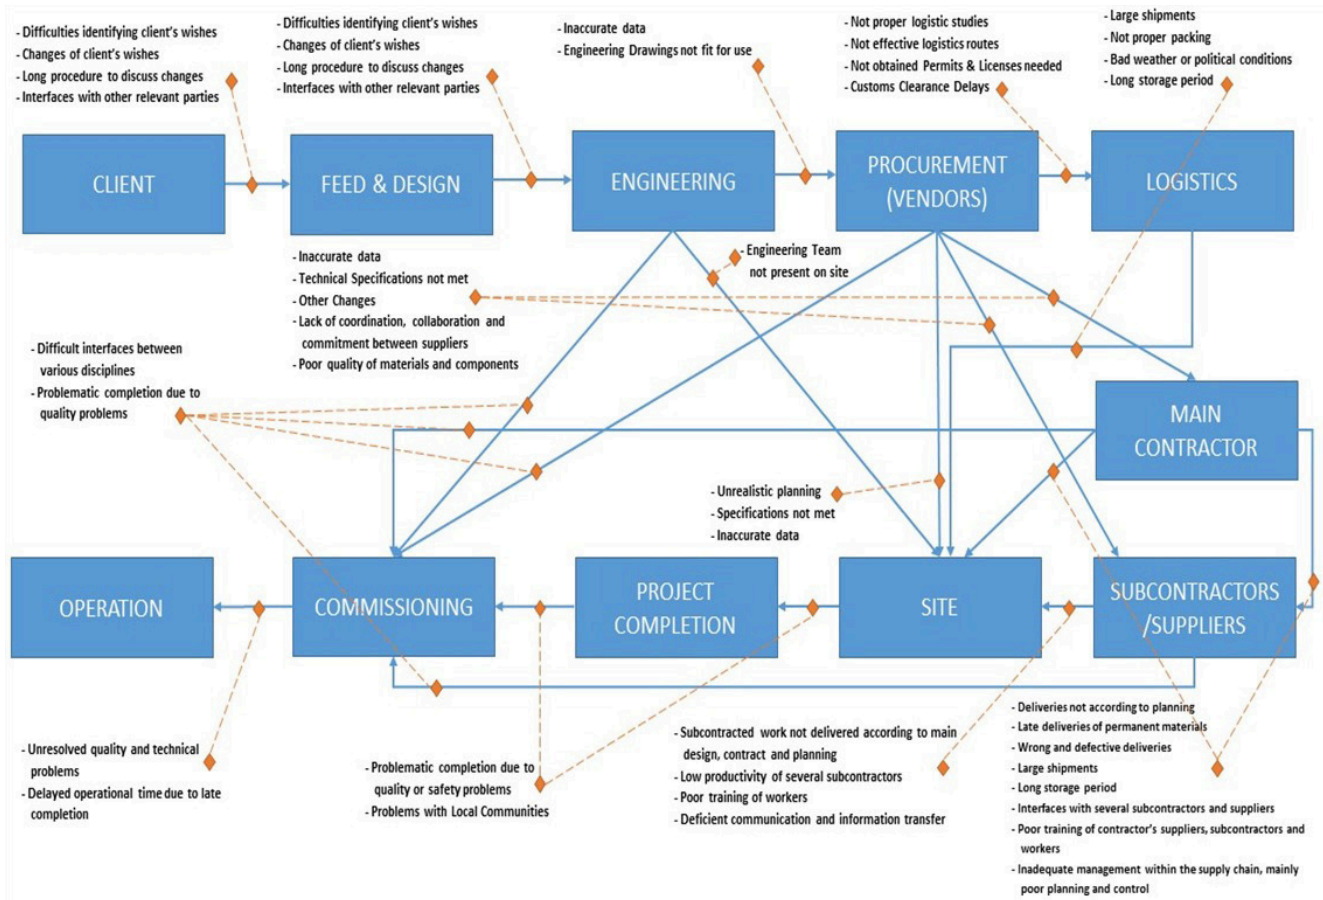 - Difficulties identifying client's wishes
- Changes of client's wishes
- Long procedure to discuss changes
- Interfaces with other relevant parties
- Difficulties identifying client's wishes
- Changes of client's wishes
- Long procedure to discuss changes
- Interfaces with other relevant parties
- Inaccurate data
- Engineering Drawings not fit for use
- Not proper logistic studies
- Not effective logistics routes
- Not obtained Permits & Licenses needed
- Customs Clearance Delays
- Large shipments
- Not proper packing
- Bad weather or political conditions
- Long storage period
CLIENT
FEED & DESIGN
ENGINEERING
PROCUREMENT
(VENDORS)
LOGISTICS
- Inaccurate data
- Technical Specifications not met
- Other Changes
- Lack of coordination, collaboration and
commitment between suppliers
- Poor quality of materials and components
- Engineering Team
not present on site
- Difficult interfaces between
various disciplines
- Problematic completion due to
quality problems
MAIN
CONTRACTOR
- Unrealistic planning
- Specifications not met
- Inaccurate data
OPERATION
COMMISSIONING
PROJECT
COMPLETION
SITE
SUBCONTRACTORS
/SUPPLIERS
- Unresolved quality and technical
problems
- Delayed operational time due to late
completion
- Problematic completion due to
quality or safety problems
- Problems with Local Communities
- Subcontracted work not delivered according to main
design, contract and planning
- Low productivity of several subcontractors
- Poor training of workers
- Deficient communication and information transfer
- Deliveries not according to planning
- Late deliveries of permanent materials
- Wrong and defective deliveries
- Large shipments
- Long storage period
- Interfaces with several subcontractors and suppliers
- Poor training of contractor's suppliers, subcontractors and
workers
- Inadequate management within the supply chain, mainly
poor planning and control